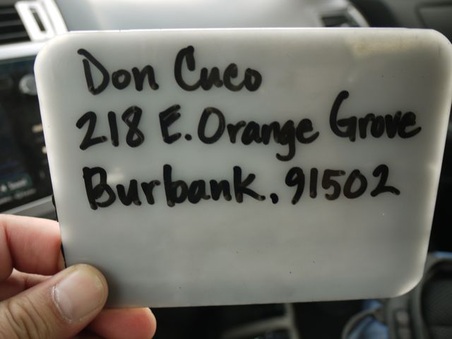 Don Cuco
218 E. Orange Grove
Burbank, 91502